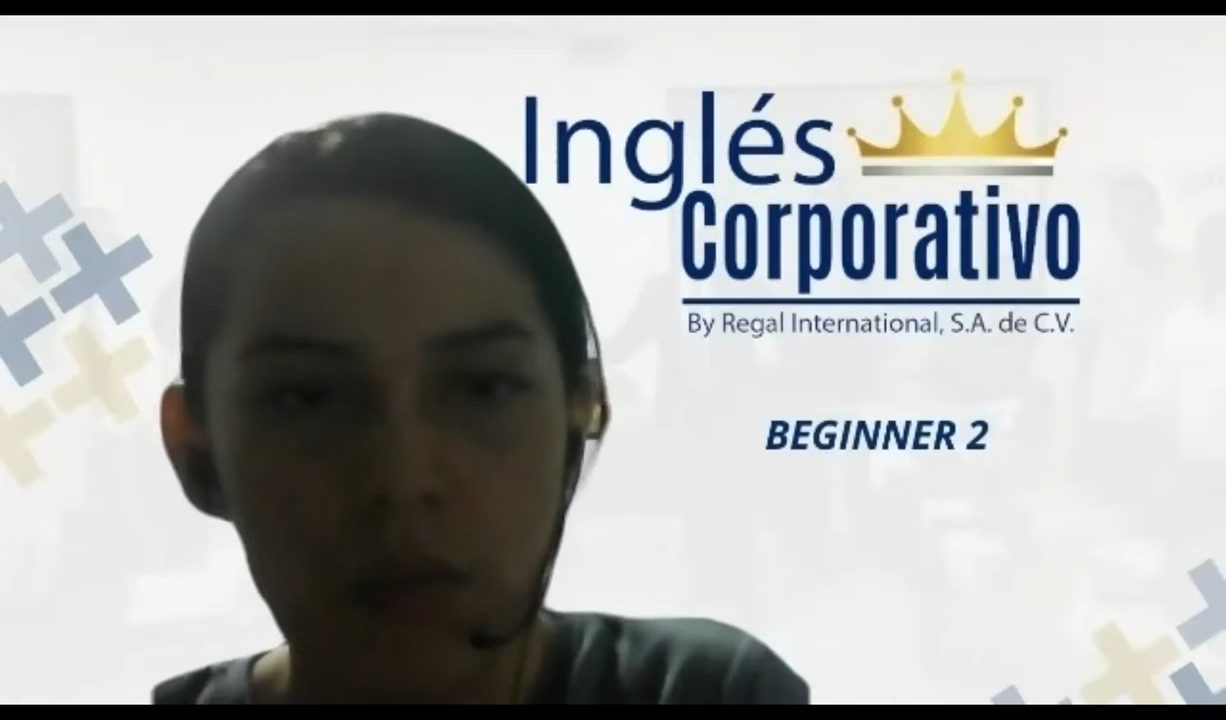 Inglés
Corporativo
By Regal International, S.A. de C.V.
BEGINNER 2